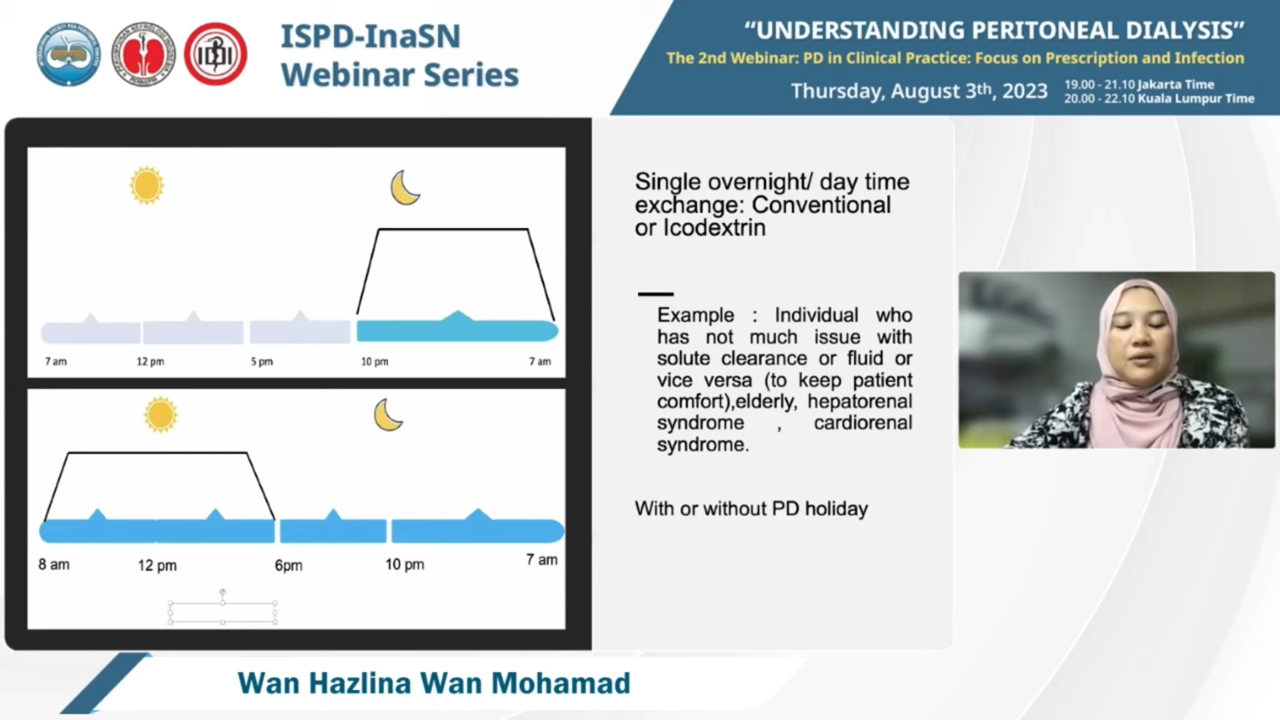 ISPD-InaSN
Webinar Series
“UNDERSTANDING PERITONEAL DIALYSIS”
The 2nd Webinar: PD in Clinical Practice: Focus on Prescription and Infection
Thursday, August 3th, 2023
19.00 - 21.10 Jakarta Time
20.00 - 22.10 Kuala Lumpur Time
7 am 12 pm 5 pm 10 pm 7 am
8 am 12 pm 6pm 10 pm 7 am
Single overnight/ day time
exchange: Conventional
or Icodextrin
Example : Individual who
has not much issue with
solute clearance or fluid or
vice versa (to keep patient
comfort),elderly, hepatorenal
syndrome , cardiorenal
syndrome.
With or without PD holiday
Wan Hazlina Wan Mohamad